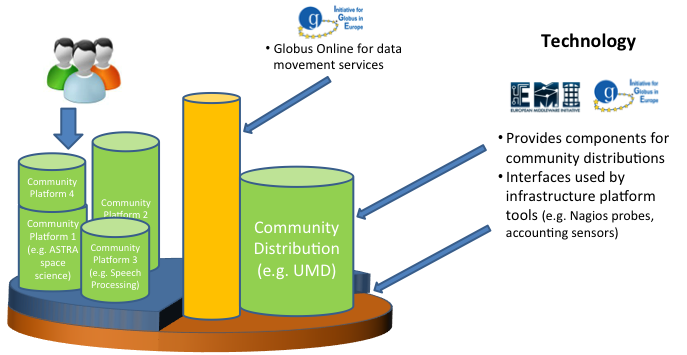 Initiative for
Globus in
Europe
g
• Globus Online for data
movement services
Technology
EMI
EUROPEAN MIDDLEWARE INITIATIVE
g
Initiative for
Globus in
Europe
• Provides components for
community distributions
• Interfaces used by
infrastructure platform
tools (e.g. Nagios probes,
accounting sensors)
Community
Platform 4
Community
Platform 2
Community
Platform 1
(e.g. ASTRA
space
science)
Community
Platform 3
(e.g. Speech
Processing)
Community
Distribution
(e.g. UMD)